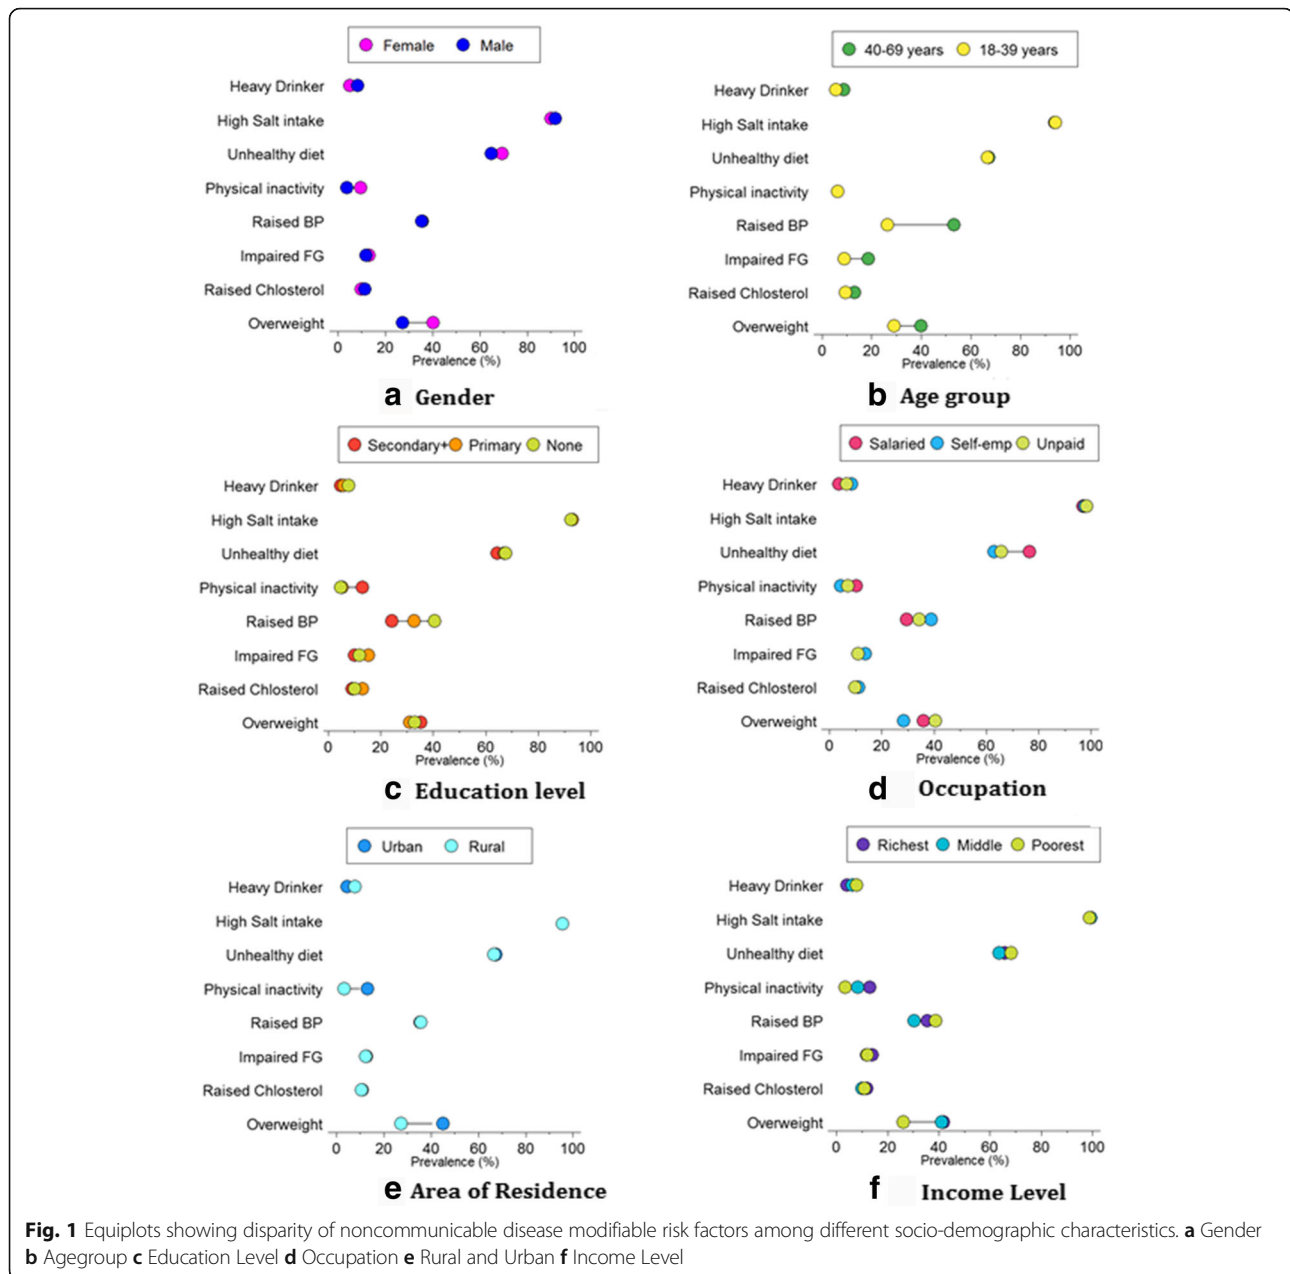 Female Male
Heavy Drinker
High Salt intake
Unhealthy diet
Physical inactivity
Raised BP
Impaired FG
Raised Chlosterol
Overweight
0 20 40 60 80 100
Prevalence (%)
a Gender
40-69 years 18-39 years
Heavy Drinker
High Salt intake
Unhealthy diet
Physical inactivity
Raised BP
Impaired FG
Raised Chlosterol
Overweight
0 20 40 60 80 100
Prevalence (%)
b Age group
Secondary+ Primary None
Heavy Drinker
High Salt intake
Unhealthy diet
Physical inactivity
Raised BP
Impaired FG
Raised Chlosterol
Overweight
0 20 40 60 80 100
Prevalence (%)
c Education level
Salaried Self-emp Unpaid
Heavy Drinker
High Salt intake
Unhealthy diet
Physical inactivity
Raised BP
Impaired FG
Raised Chlosterol
Overweight
0 20 40 60 80 100
Prevalence (%)
d Occupation
Urban Rural
Heavy Drinker
High Salt intake
Unhealthy diet
Physical inactivity
Raised BP
Impaired FG
Raised Chlosterol
Overweight
0 20 40 60 80 100
Prevalence (%)
e Area of Residence
Richest Middle Poorest
Heavy Drinker
High Salt intake
Unhealthy diet
Physical inactivity
Raised BP
Impaired FG
Raised Chlosterol
Overweight
0 20 40 60 80 100
Prevalence (%)
f Income Level
Fig. 1 Equiplots showing disparity of noncommunicable disease modifiable risk factors among different socio-demographic characteristics. a Gender
b Agegroup c Education Level d Occupation e Rural and Urban f Income Level